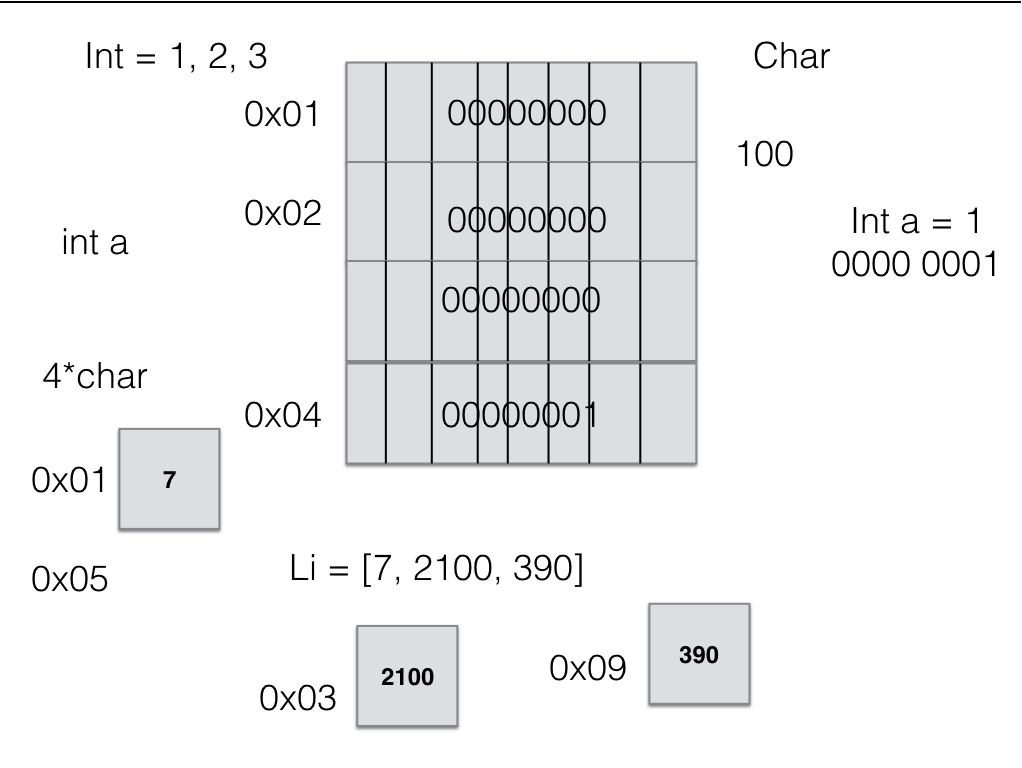 Int = 1, 2, 3
Char
0x01
00000000
100
0x02
00000000
Int a = 1
0000 0001
int a
00000000
4*char
0x04
00000001
0x01
7
0x05
Li = [7, 2100, 390]
0x03
2100
0x09
390